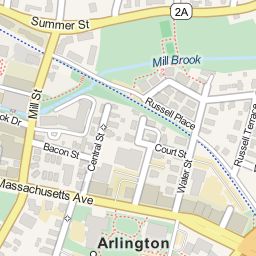 Summer St
2A
Mill Brook
Mill St
Russell Place
Russell Terrace
ok Dr
Central St
Court St
Bacon St
Water St
Massachusetts Ave
Arlington